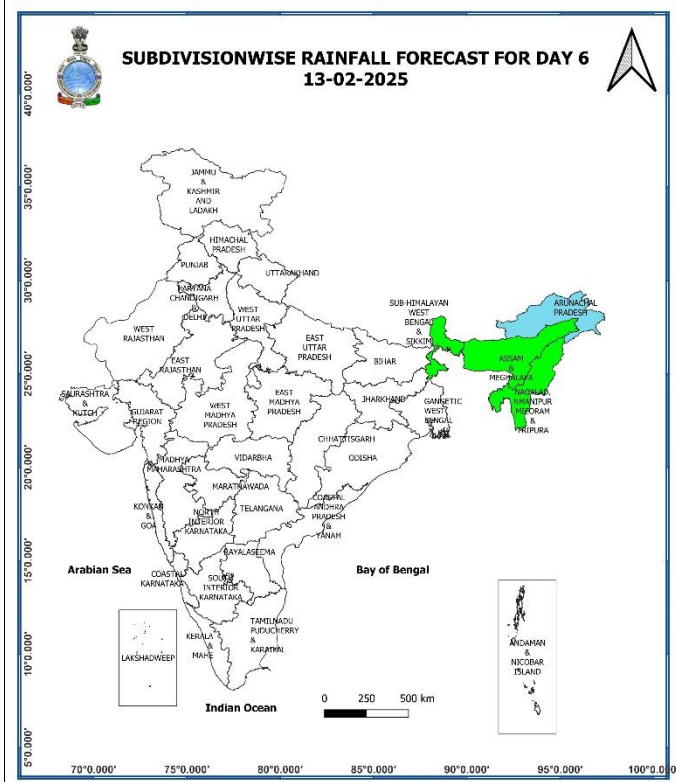 SUBDIVISIONWISE RAINFALL FORECAST FOR DAY 6
13-02-2025
40°0.000'
35°0.000'
30°0.000'
25°0.000'
20°0.000'
15°0.000'
10°0.000'
5°0.000'
JAMMU
&
KASHMIR
AND
LADAKH
HIMACHAL
PRADESH
PUNJAB
UTTARAKHAND
HARYANA
CHANDIGARH
&
DELHI
WEST
UTTAR
PRADESH
WEST
RAJASTHAN
EAST
RAJASTHAN
EAST
UTTAR
PRADESH
SUB-HIMALAYAN
WEST
BENGAL
&
SIKKIM
ARUNACHAL
PRADESH
ASSAM
&
MEGHALAYA
NAGALAD,
NMANIPUR
MIZORAM
&
TRIPURA
BIHAR
JHARKHAND
GANGETIC
WEST
BENGAL
SAURASHTRA
&
KUTCH
GUJARAT
REGION
WEST
MADHYA
PRADESH
EAST
MADHYA
PRADESH
CHHATTISGARH
ODISHA
MADHYA
MAHARASHTRA
VIDARBHA
MARATHAWADA
TELANGANA
COASTAL
ANDHRA
PRADESH
&
YANAM
KONKAN
&
GOA
NORTH
INTERIOR
KARNATAKA
RAYALASEEMA
COASTAL
KARNATAKA
SOUTH
INTERIOR
KARNATAKA
Arabian Sea
Bay of Bengal
TAMILNADU
PUDUCHERRY
&
KARAIKAL
KERALA
&
MAHE
LAKSHADWEEP
ANDAMAN
&
NICOBAR
ISLAND
Indian Ocean
0 250 500 km
70°0.000' 75°0.000' 80°0.000' 85°0.000' 90°0.000' 95°0.000' 100°0.000'